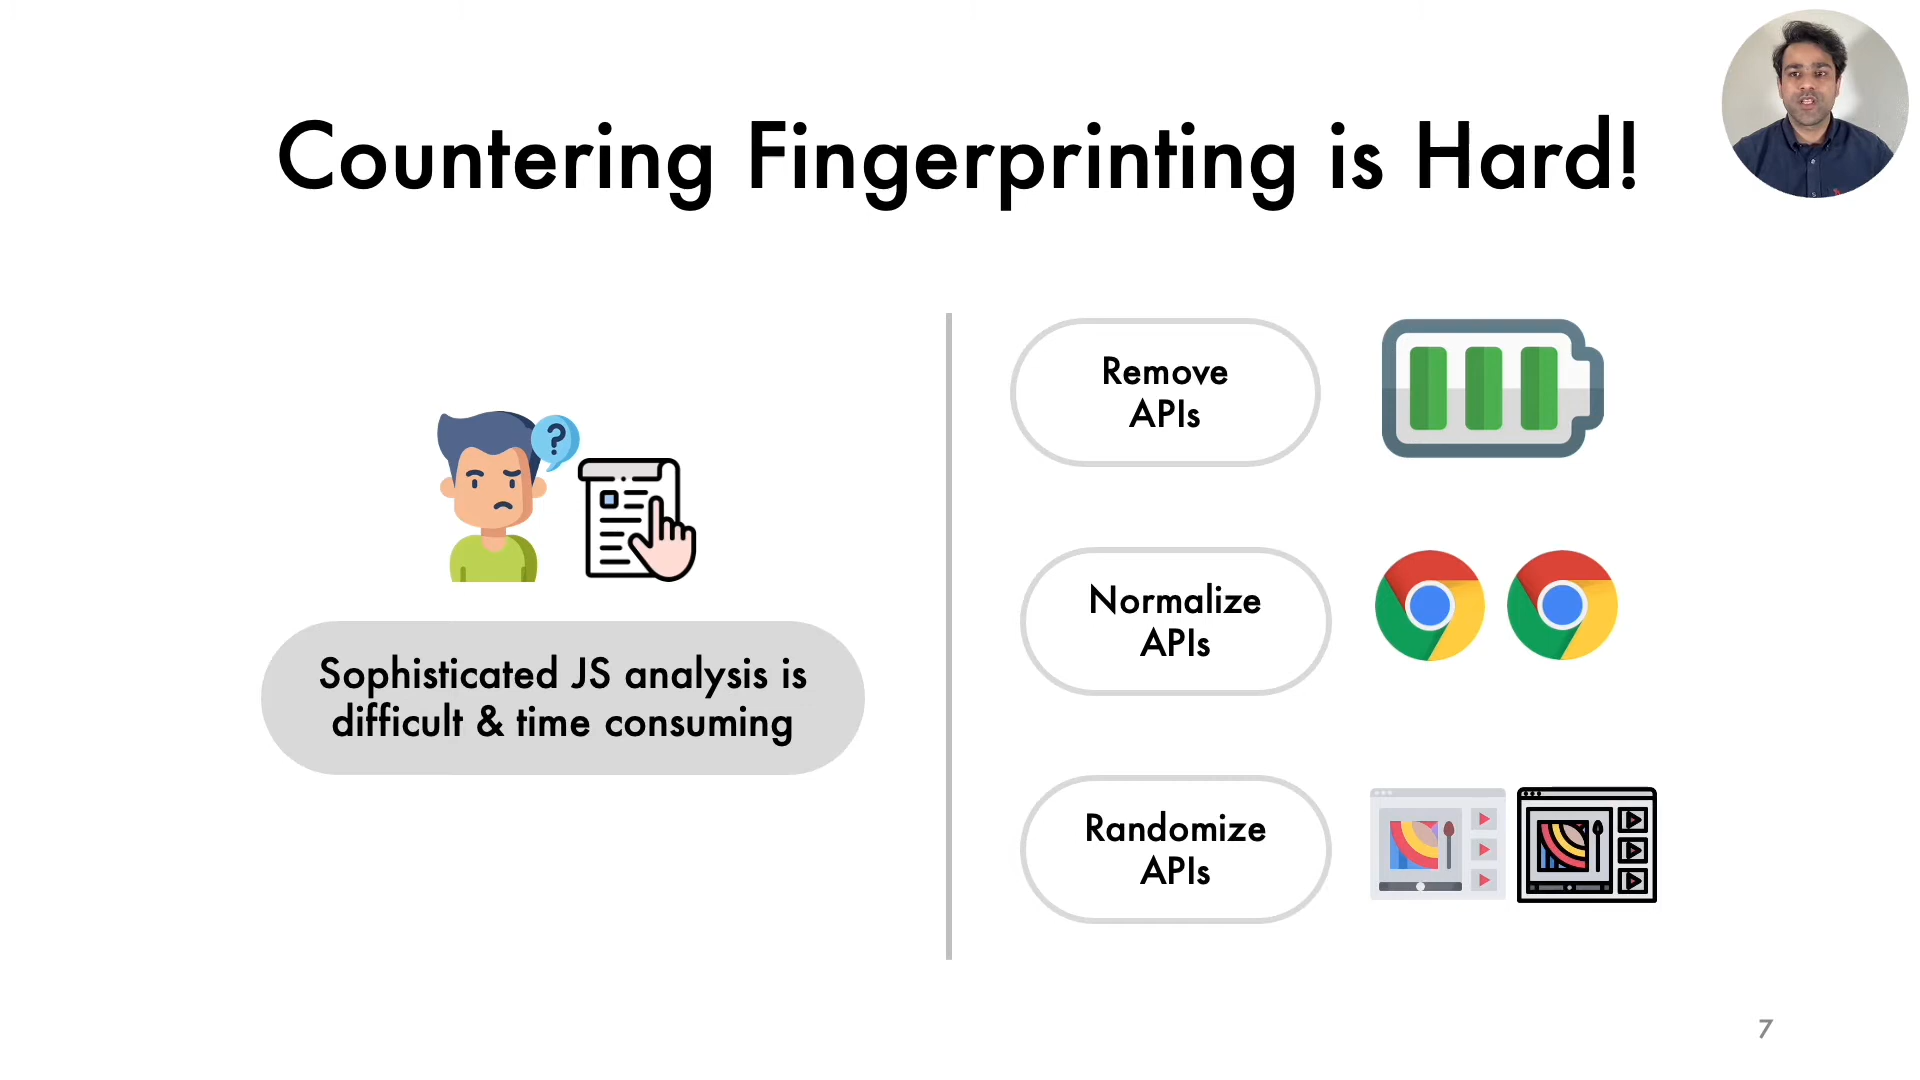 Countering Fingerprinting is Hard!
?
Sophisticated JS analysis is
difficult & time consuming
Remove
APIs
Normalize
APIs
Randomize
APIs
7